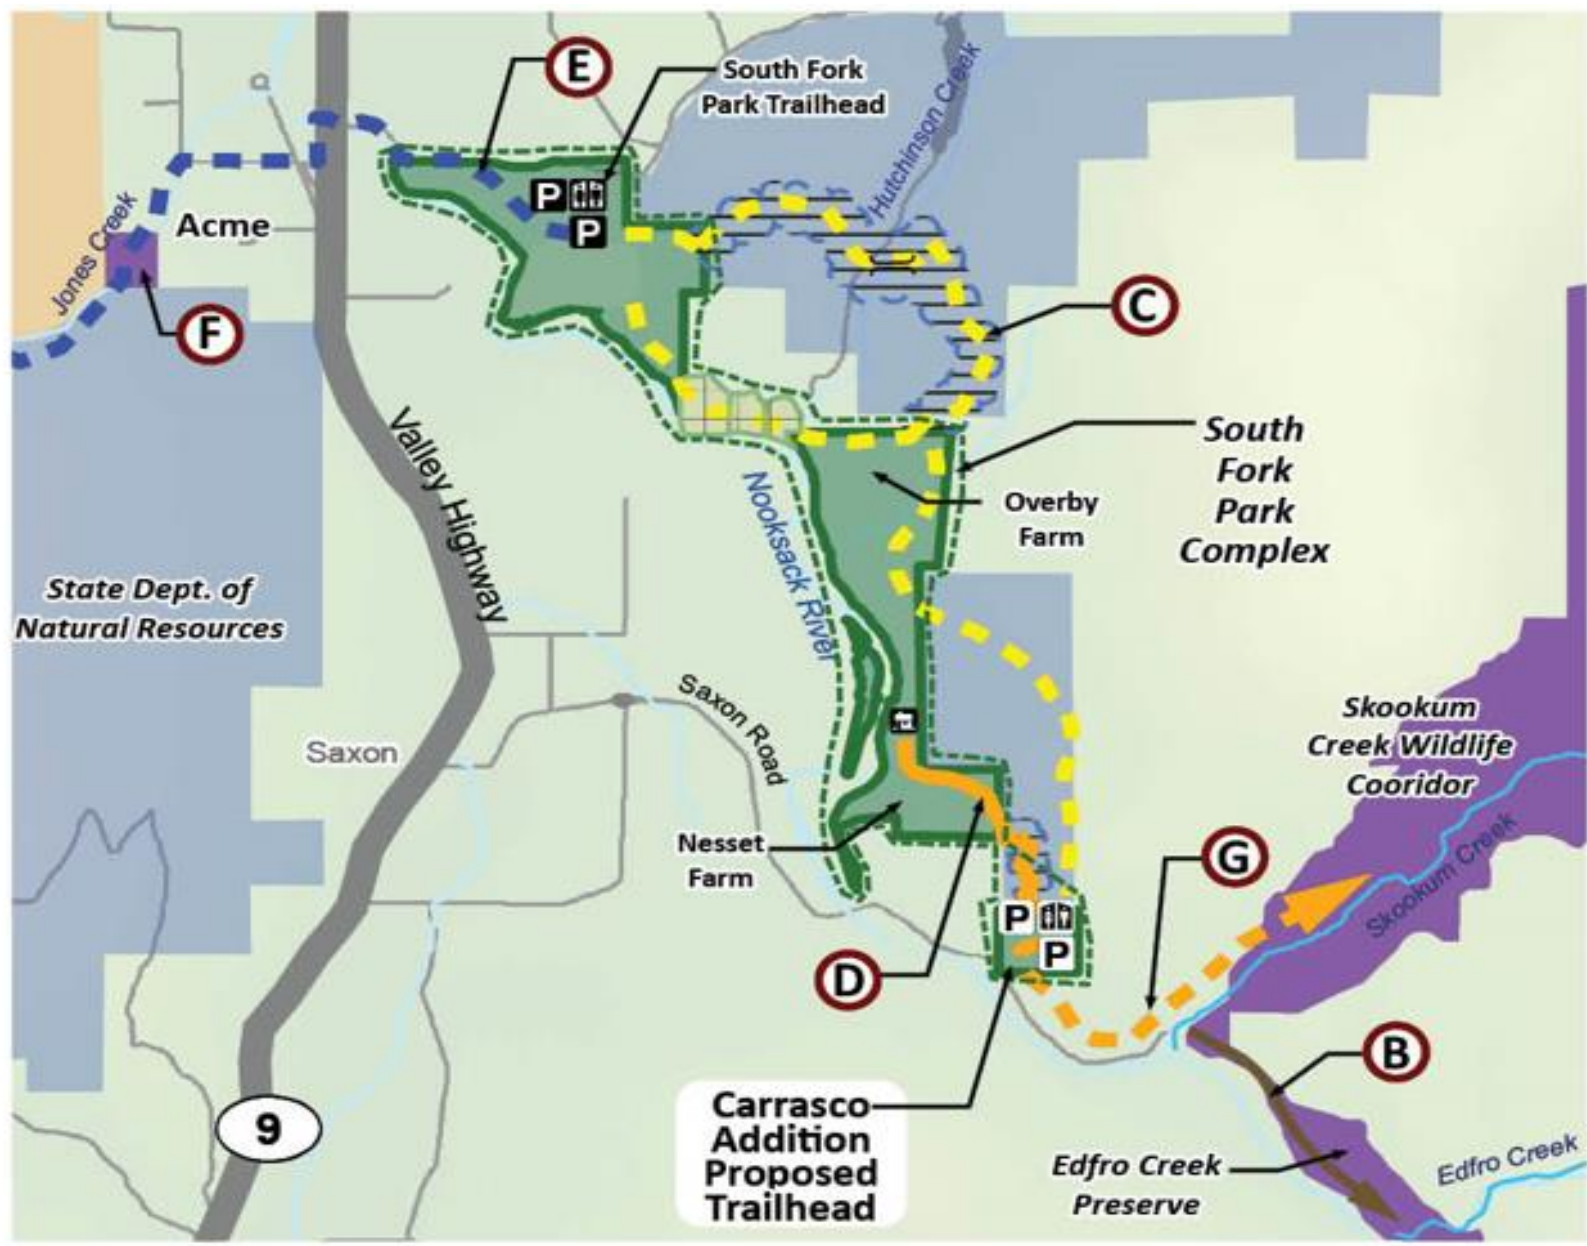 E
South Fork
Park Trailhead
Hutchinson Creek
P
P
Jones Creek
Acme
F
C
Valley Highway
South
Fork
Park
Complex
Overby
Farm
Nooksack River
State Dept. of
Natural Resources
Saxon Road
Saxon
Skookum
Creek Wildlife
Cooridor
Nesset
Farm
G
Skookum Creek
P
P
D
B
Carrasco
Addition
Proposed
Trailhead
9
Edfro Creek
Preserve
Edfro Creek